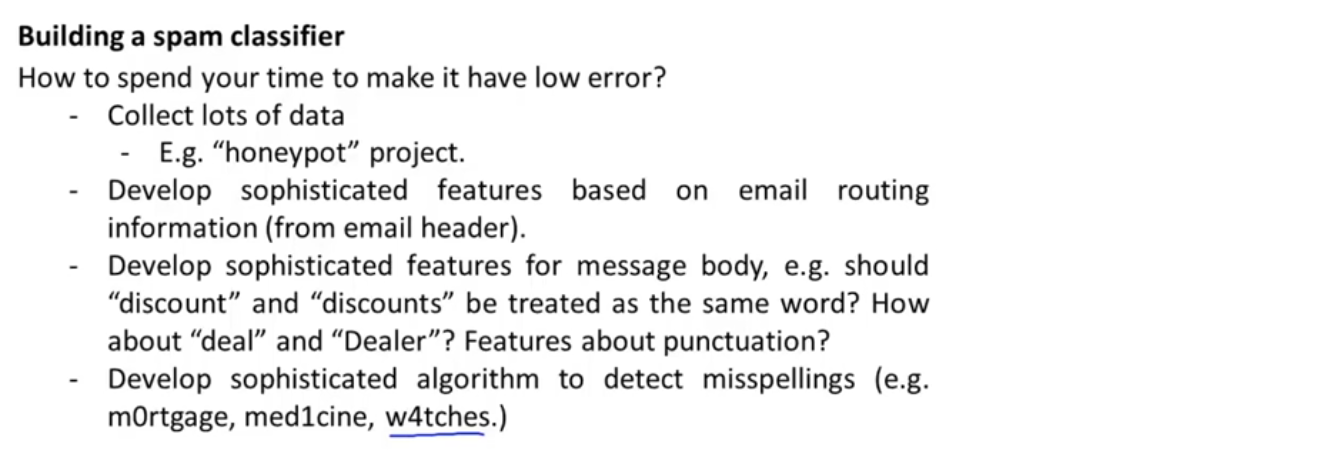 Building a spam classifier
How to spend your time to make it have low error?
- Collect lots of data
- E.g. “honeypot” project.
- Develop sophisticated features based on email routing
information (from email header).
- Develop sophisticated features for message body, e.g. should
“discount” and “discounts” be treated as the same word? How
about “deal” and “Dealer”? Features about punctuation?
- Develop sophisticated algorithm to detect misspellings (e.g.
m0rtgage, med1cine, w4tches.)